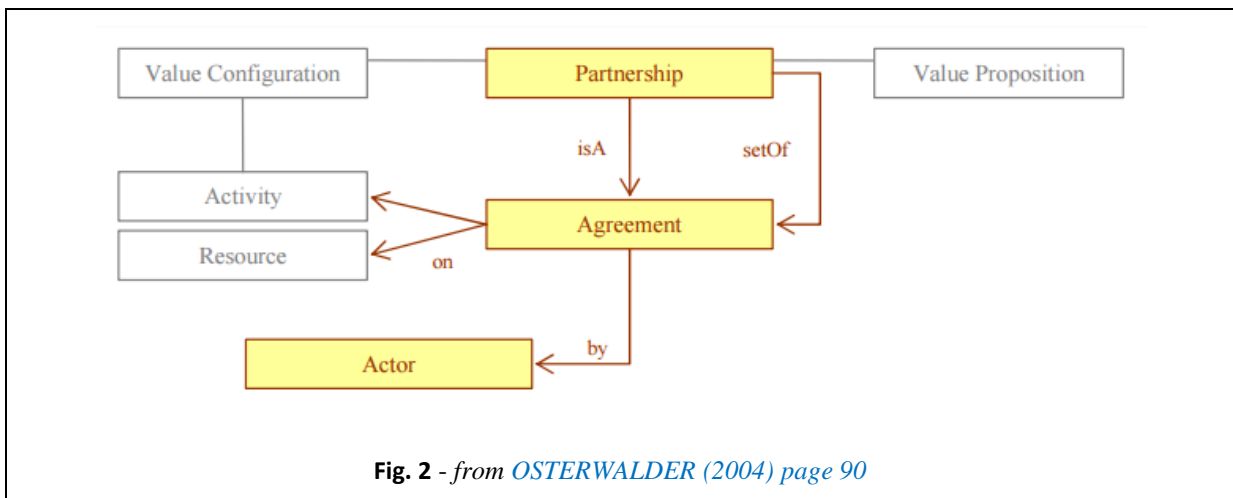 Value Configuration
Partnership
Value Proposition
isA
setOf
Activity
Agreement
Resource
on
by
Actor
Fig. 2 - from OSTERWALDER (2004) page 90